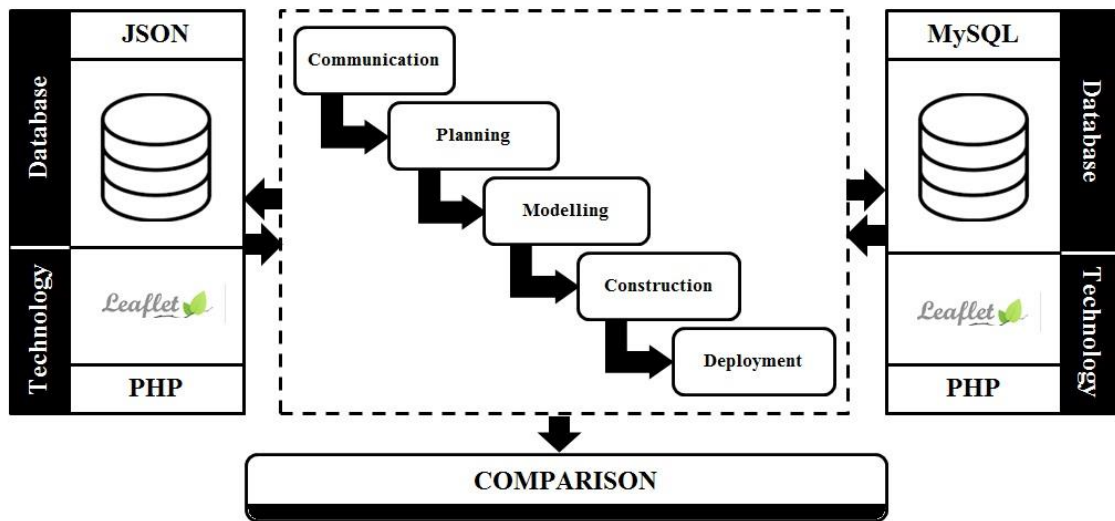 JSON
Database
Leaflet
Technology
PHP
Communication
Planning
Modelling
Construction
Deployment
MySQL
Database
Leaflet
Technology
PHP
COMPARISON